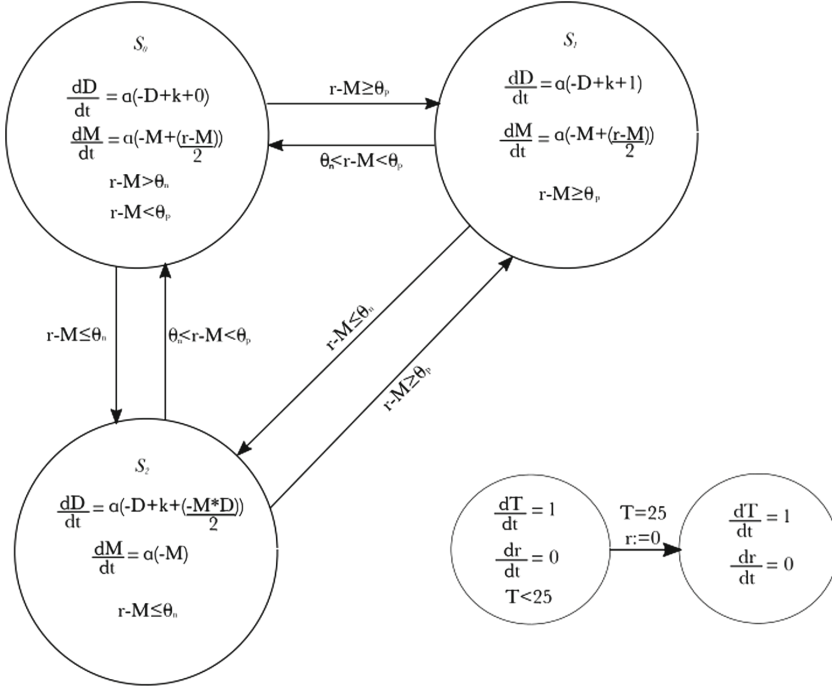 S₀
dD/dt = α(-D+k+0)
dM/dt = α(-M+(r-M)/2)
r-M>θₙ
r-M<θₚ
r-M≥θₚ
θₙ<r-M<θₚ
S₁
dD/dt = α(-D+k+1)
dM/dt = α(-M+(r-M)/2)
r-M≥θₚ
r-M≤θₙ
θₙ<r-M<θₚ
r-M≤θₙ
r-M≥θₚ
S₂
dD/dt = α(-D+k+(-M*D)/2)
dM/dt = α(-M)
r-M≤θₙ
dT/dt = 1
dr/dt = 0
T<25
T=25
r:=0
dT/dt = 1
dr/dt = 0